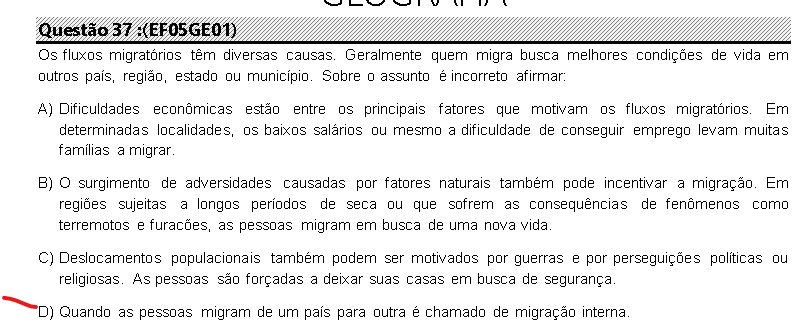 GEOGRAFIA
Questão 37 :(EF05GE01)
Os fluxos migratórios têm diversas causas. Geralmente quem migra busca melhores condições de vida em
outros país, região, estado ou município. Sobre o assunto é incorreto afirmar:
A) Dificuldades econômicas estão entre os principais fatores que motivam os fluxos migratórios. Em
determinadas localidades, os baixos salários ou mesmo a dificuldade de conseguir emprego levam muitas
famílias a migrar.
B) O surgimento de adversidades causadas por fatores naturais também pode incentivar a migração. Em
regiões sujeitas a longos períodos de seca ou que sofrem as consequências de fenômenos como
terremotos e furacões, as pessoas migram em busca de uma nova vida.
C) Deslocamentos populacionais também podem ser motivados por guerras e por perseguições políticas ou
religiosas. As pessoas são forçadas a deixar suas casas em busca de segurança.
D) Quando as pessoas migram de um país para outra é chamado de migração interna.